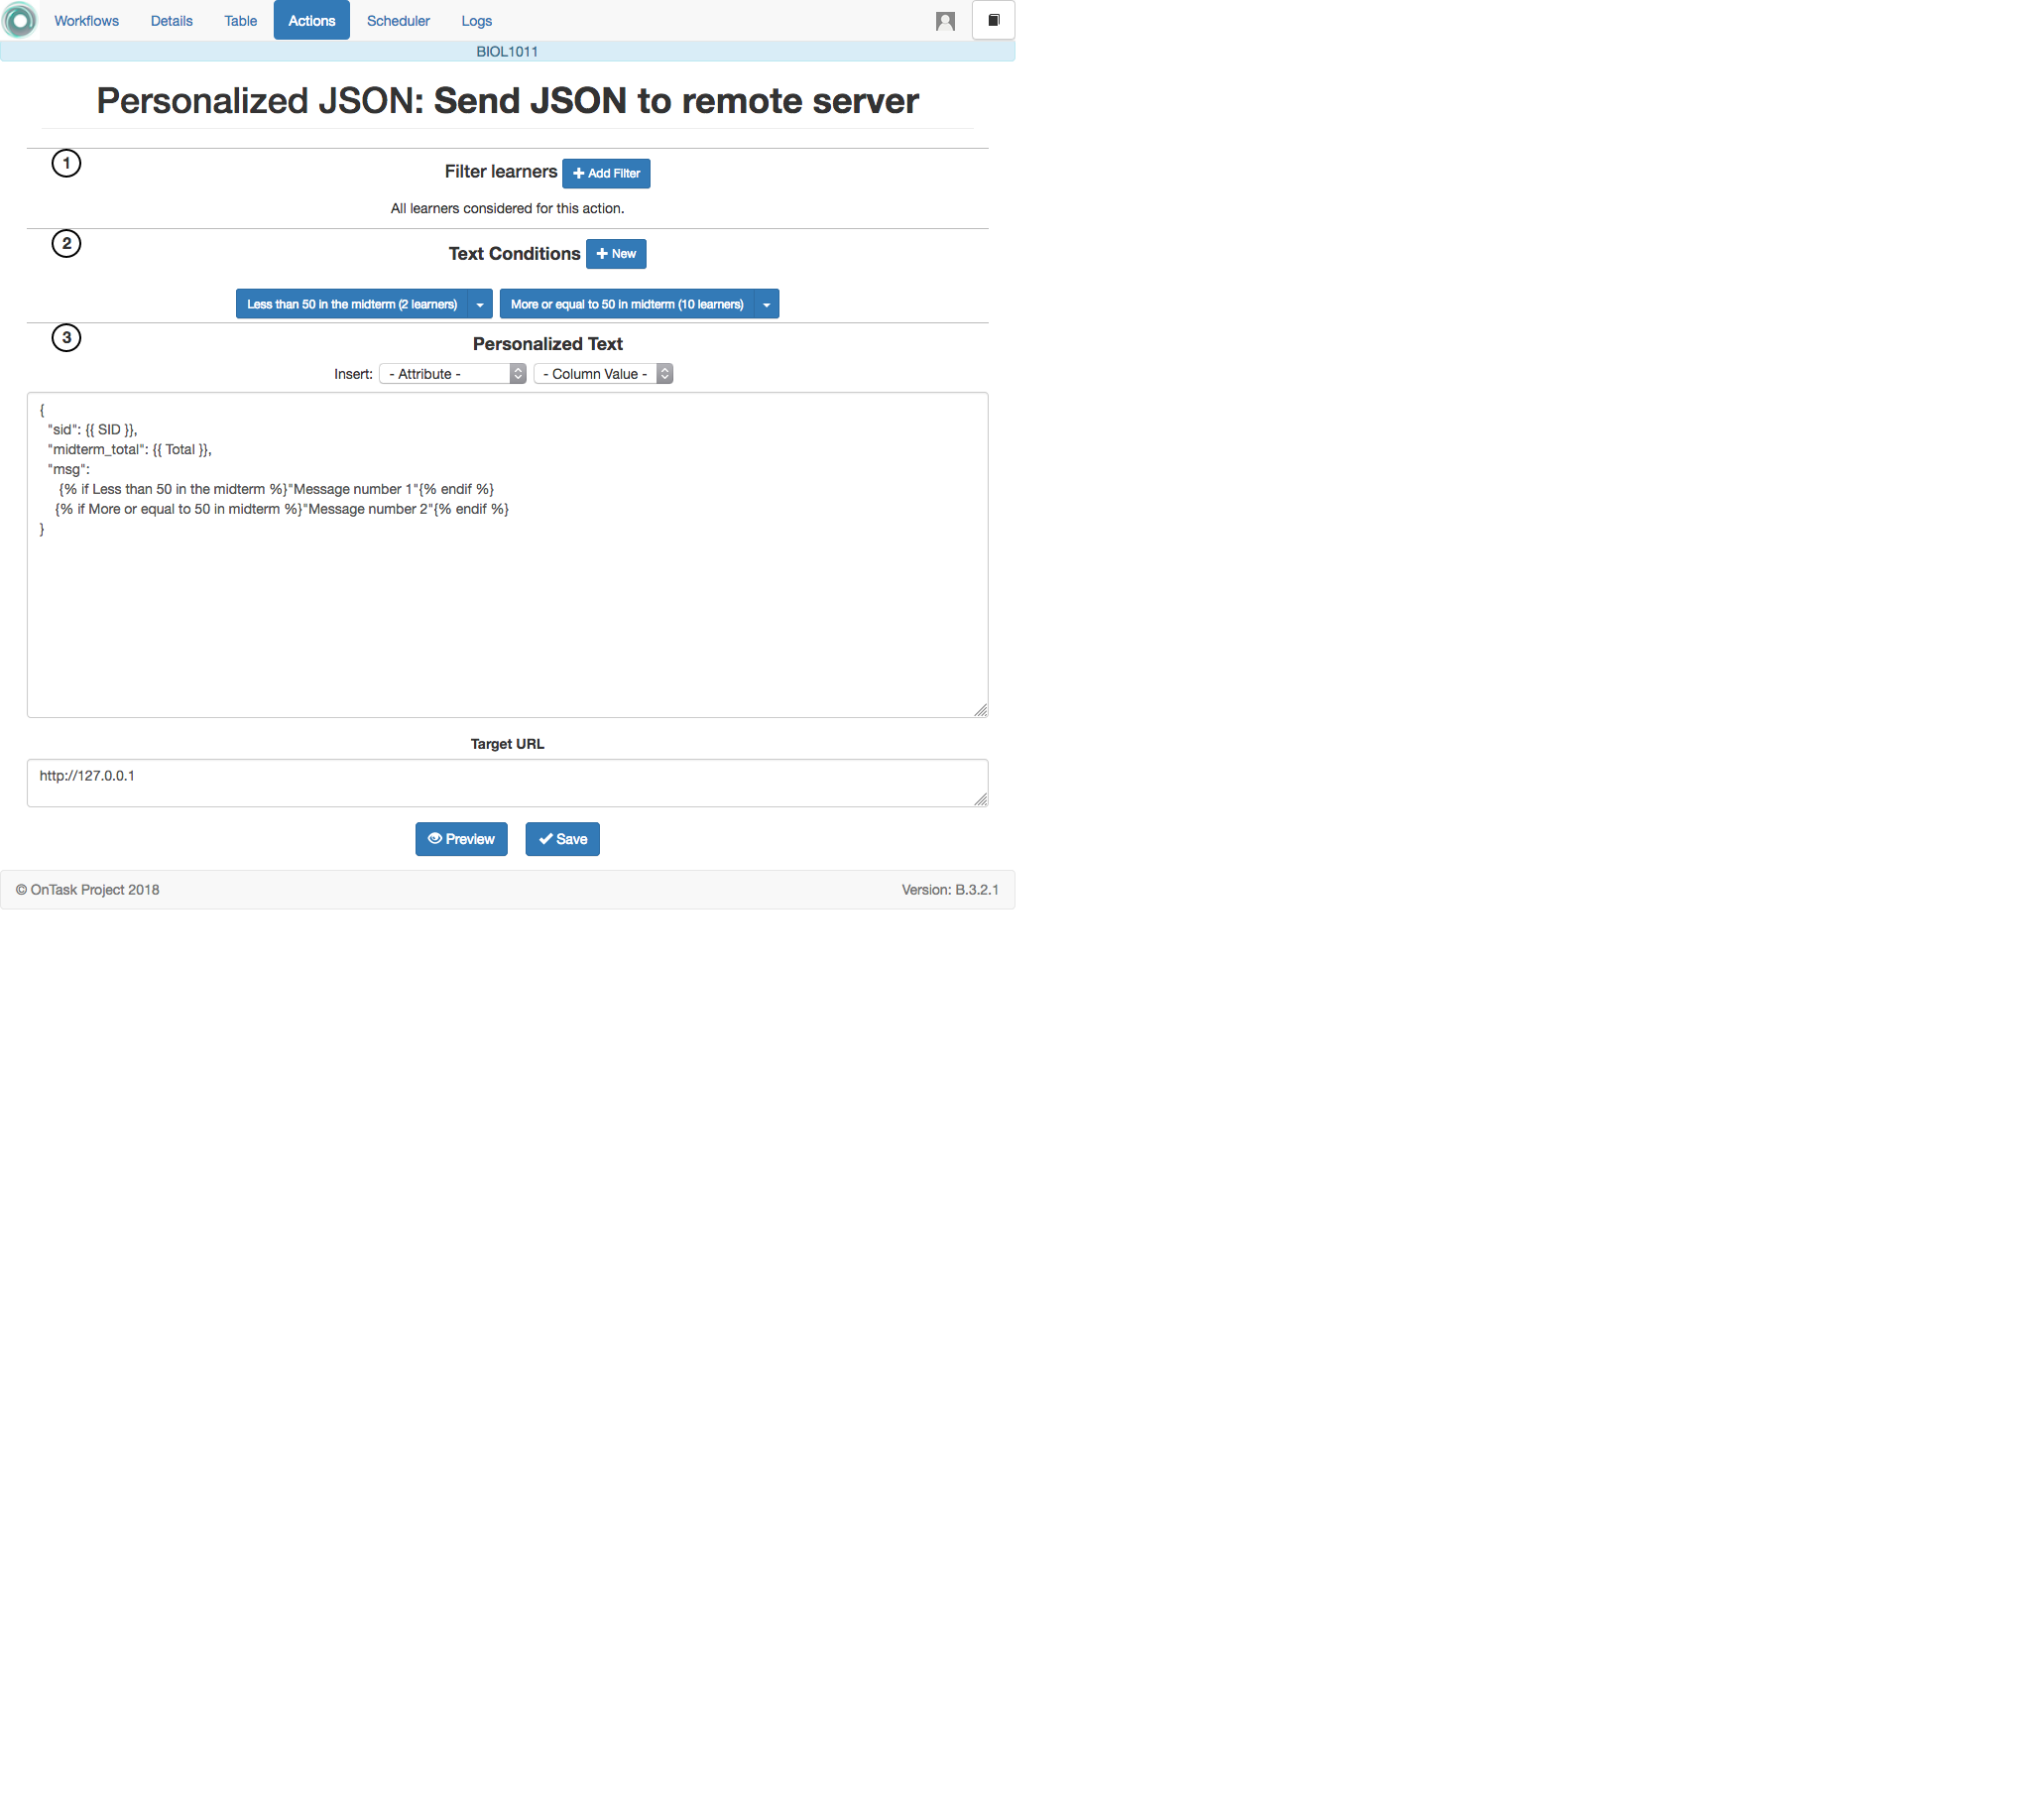 Workflows Details Table Actions Scheduler Logs
BIOL1011
Personalized JSON: Send JSON to remote server
1
Filter learners + Add Filter
All learners considered for this action.
2
Text Conditions + New
Less than 50 in the midterm (2 learners) More or equal to 50 in midterm (10 learners)
3
Personalized Text
Insert: - Attribute - - Column Value -
{
"sid": {{ SID }},
"midterm_total": {{ Total }},
"msg":
{% if Less than 50 in the midterm %}"Message number 1"{% endif %}
{% if More or equal to 50 in midterm %}"Message number 2"{% endif %}
}
Target URL
http://127.0.0.1
Preview Save
© OnTask Project 2018 Version: B.3.2.1